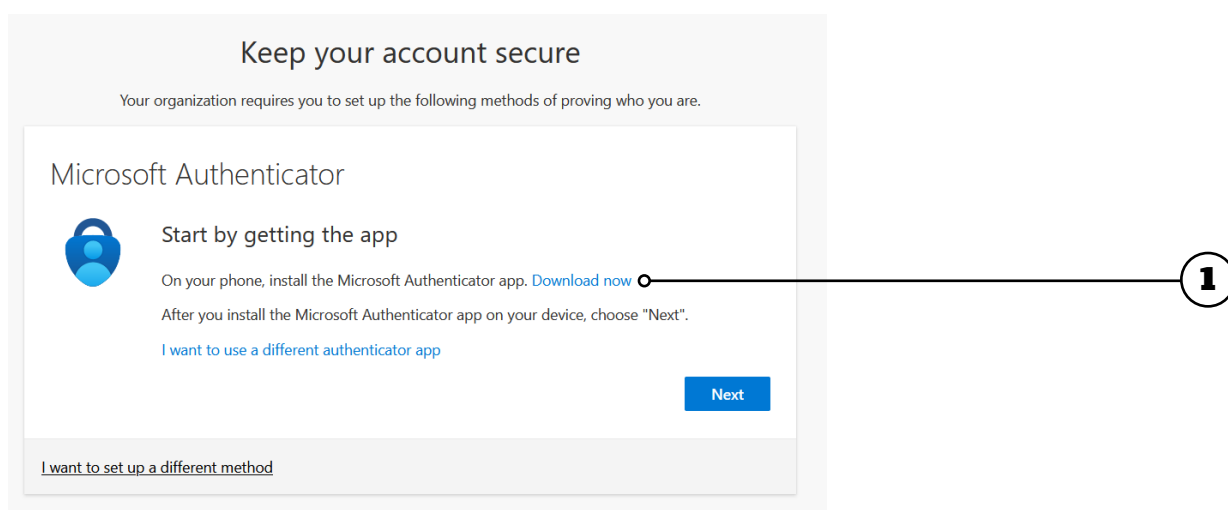 Keep your account secure
Your organization requires you to set up the following methods of proving who you are.
Microsoft Authenticator
Start by getting the app
On your phone, install the Microsoft Authenticator app. Download now
1
After you install the Microsoft Authenticator app on your device, choose "Next".
I want to use a different authenticator app
Next
I want to set up a different method